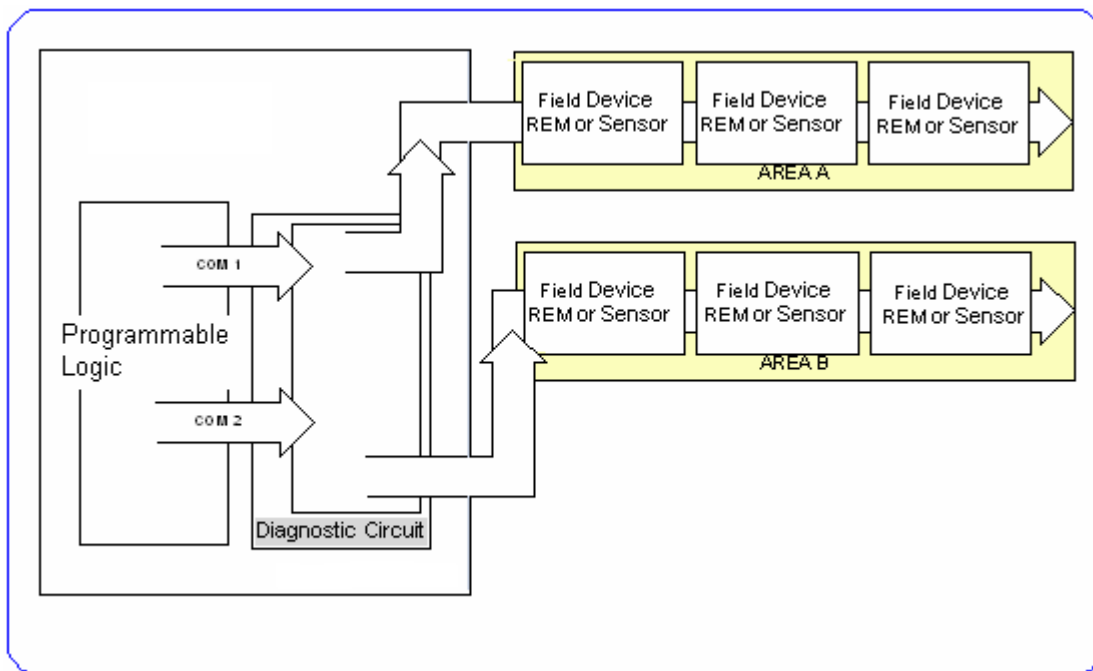 Field Device
REM or Sensor
Field Device
REM or Sensor
Field Device
REM or Sensor
AREA A
COM 1
Programmable
Logic
COM 2
Diagnostic Circuit
Field Device
REM or Sensor
Field Device
REM or Sensor
Field Device
REM or Sensor
AREA B